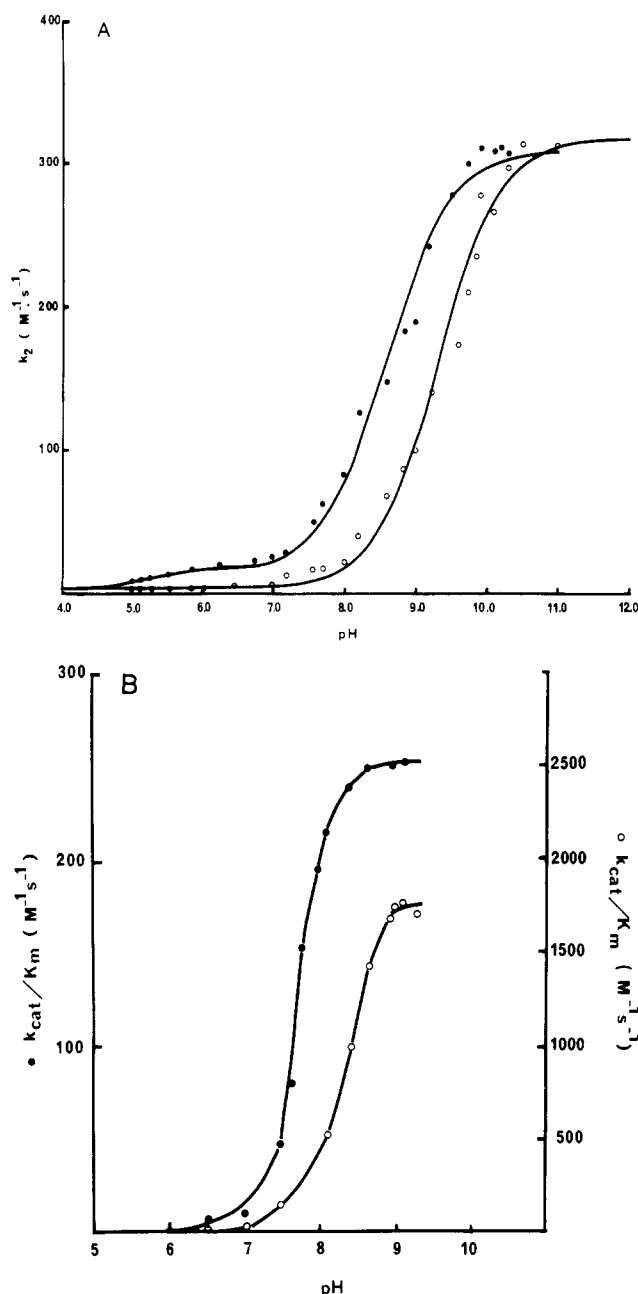 A
400
300
200
100
k₂ ( M⁻¹ s⁻¹ )
4.0 5.0 6.0 7.0 8.0 9.0 10.0 11.0 12.0
pH
B
300
200
100
• kcat/Km ( M⁻¹s⁻¹ )
2500
2000
1500
1000
500
○ kcat/Km ( M⁻¹s⁻¹ )
5 6 7 8 9 10
pH